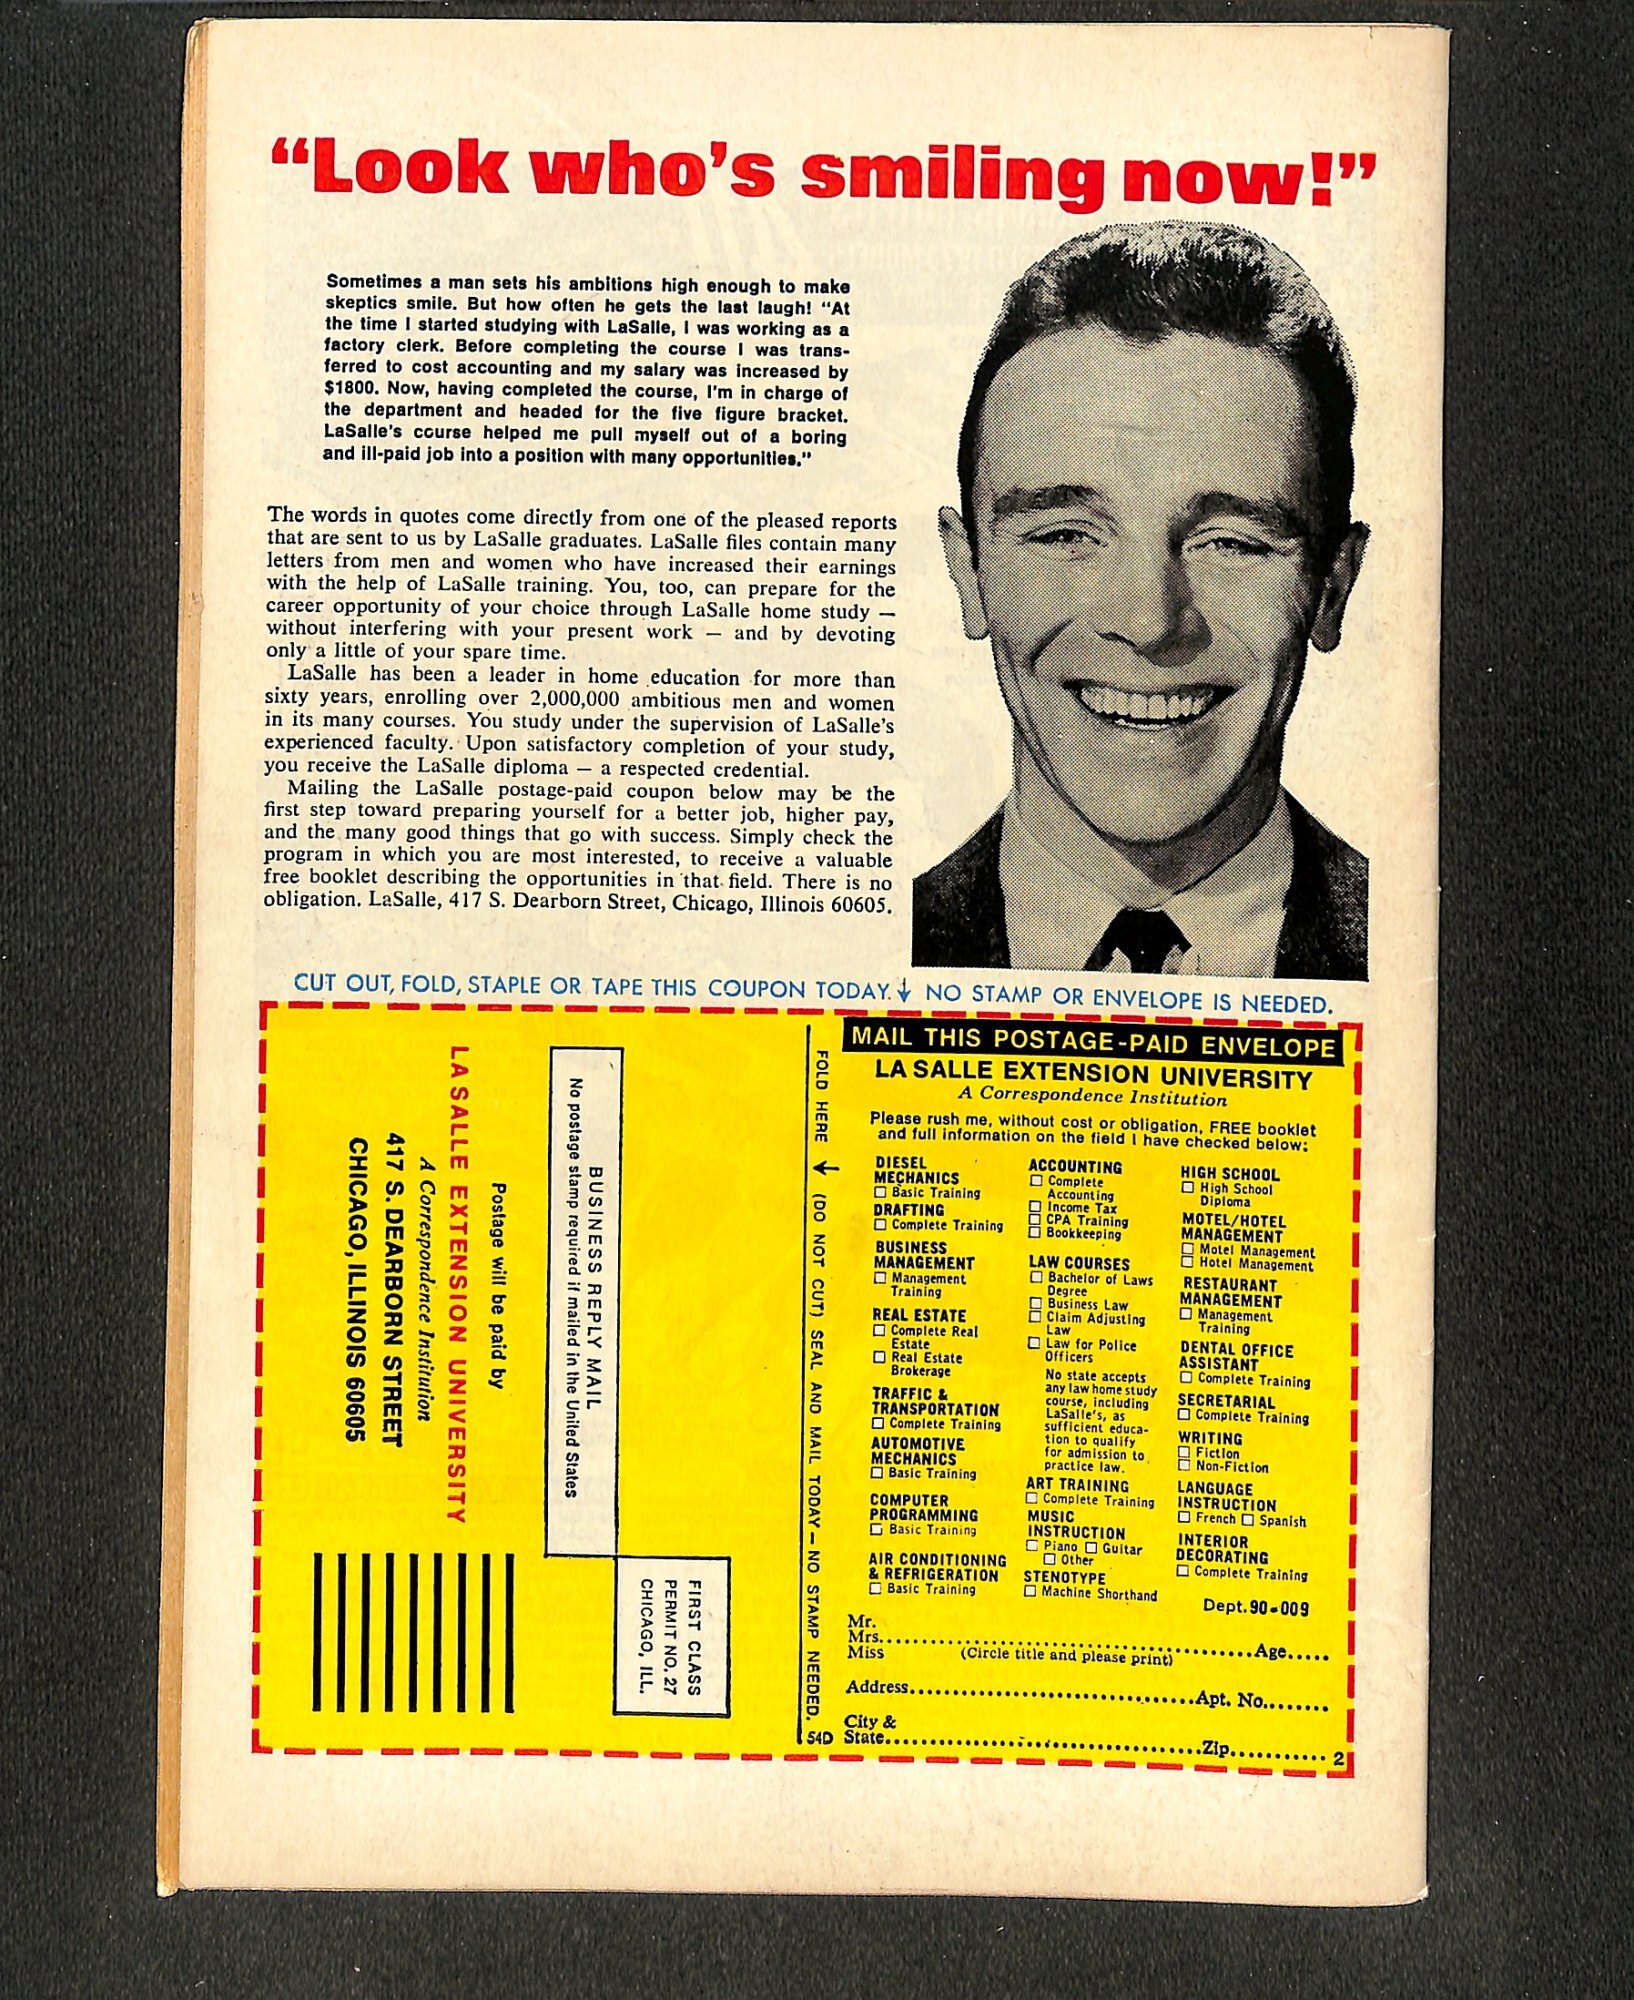 “Look who’s smiling now!”
Sometimes a man sets his ambitions high enough to make
skeptics smile. But how often he gets the last laugh! “At
the time I started studying with LaSalle, I was working as a
factory clerk. Before completing the course I was trans-
ferred to cost accounting and my salary was increased by
$1800. Now, having completed the course, I’m in charge of
the department and headed for the five figure bracket.
LaSalle’s course helped me pull myself out of a boring
and ill-paid job into a position with many opportunities.”
The words in quotes come directly from one of the pleased reports
that are sent to us by LaSalle graduates. LaSalle files contain many
letters from men and women who have increased their earnings
with the help of LaSalle training. You, too, can prepare for the
career opportunity of your choice through LaSalle home study —
without interfering with your present work — and by devoting
only a little of your spare time.
LaSalle has been a leader in home education for more than
sixty years, enrolling over 2,000,000 ambitious men and women
in its many courses. You study under the supervision of LaSalle’s
experienced faculty. Upon satisfactory completion of your study,
you receive the LaSalle diploma — a respected credential.
Mailing the LaSalle postage-paid coupon below may be the
first step toward preparing yourself for a better job, higher pay,
and the many good things that go with success. Simply check the
program in which you are most interested, to receive a valuable
free booklet describing the opportunities in that field. There is no
obligation. LaSalle, 417 S. Dearborn Street, Chicago, Illinois 60605.
CUT OUT, FOLD, STAPLE OR TAPE THIS COUPON TODAY.↓ NO STAMP OR ENVELOPE IS NEEDED.
FIRST CLASS
PERMIT NO. 27
CHICAGO, ILL.
BUSINESS REPLY MAIL
No postage stamp required if mailed in the United States
Postage will be paid by
LA SALLE EXTENSION UNIVERSITY
A Correspondence Institution
417 S. DEARBORN STREET
CHICAGO, ILLINOIS 60605
FOLD HERE → (DO NOT CUT) SEAL AND MAIL TODAY — NO STAMP NEEDED.
54D
MAIL THIS POSTAGE-PAID ENVELOPE
LA SALLE EXTENSION UNIVERSITY
A Correspondence Institution
Please rush me, without cost or obligation, FREE booklet
and full information on the field I have checked below:
DIESEL
MECHANICS
☐ Basic Training
DRAFTING
☐ Complete Training
BUSINESS
MANAGEMENT
☐ Management
Training
REAL ESTATE
☐ Complete Real
Estate
☐ Real Estate
Brokerage
TRAFFIC &
TRANSPORTATION
☐ Complete Training
AUTOMOTIVE
MECHANICS
☐ Basic Training
COMPUTER
PROGRAMMING
☐ Basic Training
AIR CONDITIONING
& REFRIGERATION
☐ Basic Training
ACCOUNTING
☐ Complete
Accounting
☐ Income Tax
☐ CPA Training
☐ Bookkeeping
LAW COURSES
☐ Bachelor of Laws
Degree
☐ Business Law
☐ Claim Adjusting
Law
☐ Law for Police
Officers
No state accepts
any law home study
course, including
LaSalle’s, as
sufficient educa-
tion to qualify
for admission to
practice law.
ART TRAINING
☐ Complete Training
MUSIC
INSTRUCTION
☐ Piano ☐ Guitar
☐ Other
STENOTYPE
☐ Machine Shorthand
HIGH SCHOOL
☐ High School
Diploma
MOTEL/HOTEL
MANAGEMENT
☐ Motel Management
☐ Hotel Management
RESTAURANT
MANAGEMENT
☐ Management
Training
DENTAL OFFICE
ASSISTANT
☐ Complete Training
SECRETARIAL
☐ Complete Training
WRITING
☐ Fiction
☐ Non-Fiction
LANGUAGE
INSTRUCTION
☐ French ☐ Spanish
INTERIOR
DECORATING
☐ Complete Training
Dept. 90-009
Mr.
Mrs. Age
Miss (Circle title and please print)
Address Apt. No.
City &
State Zip 2